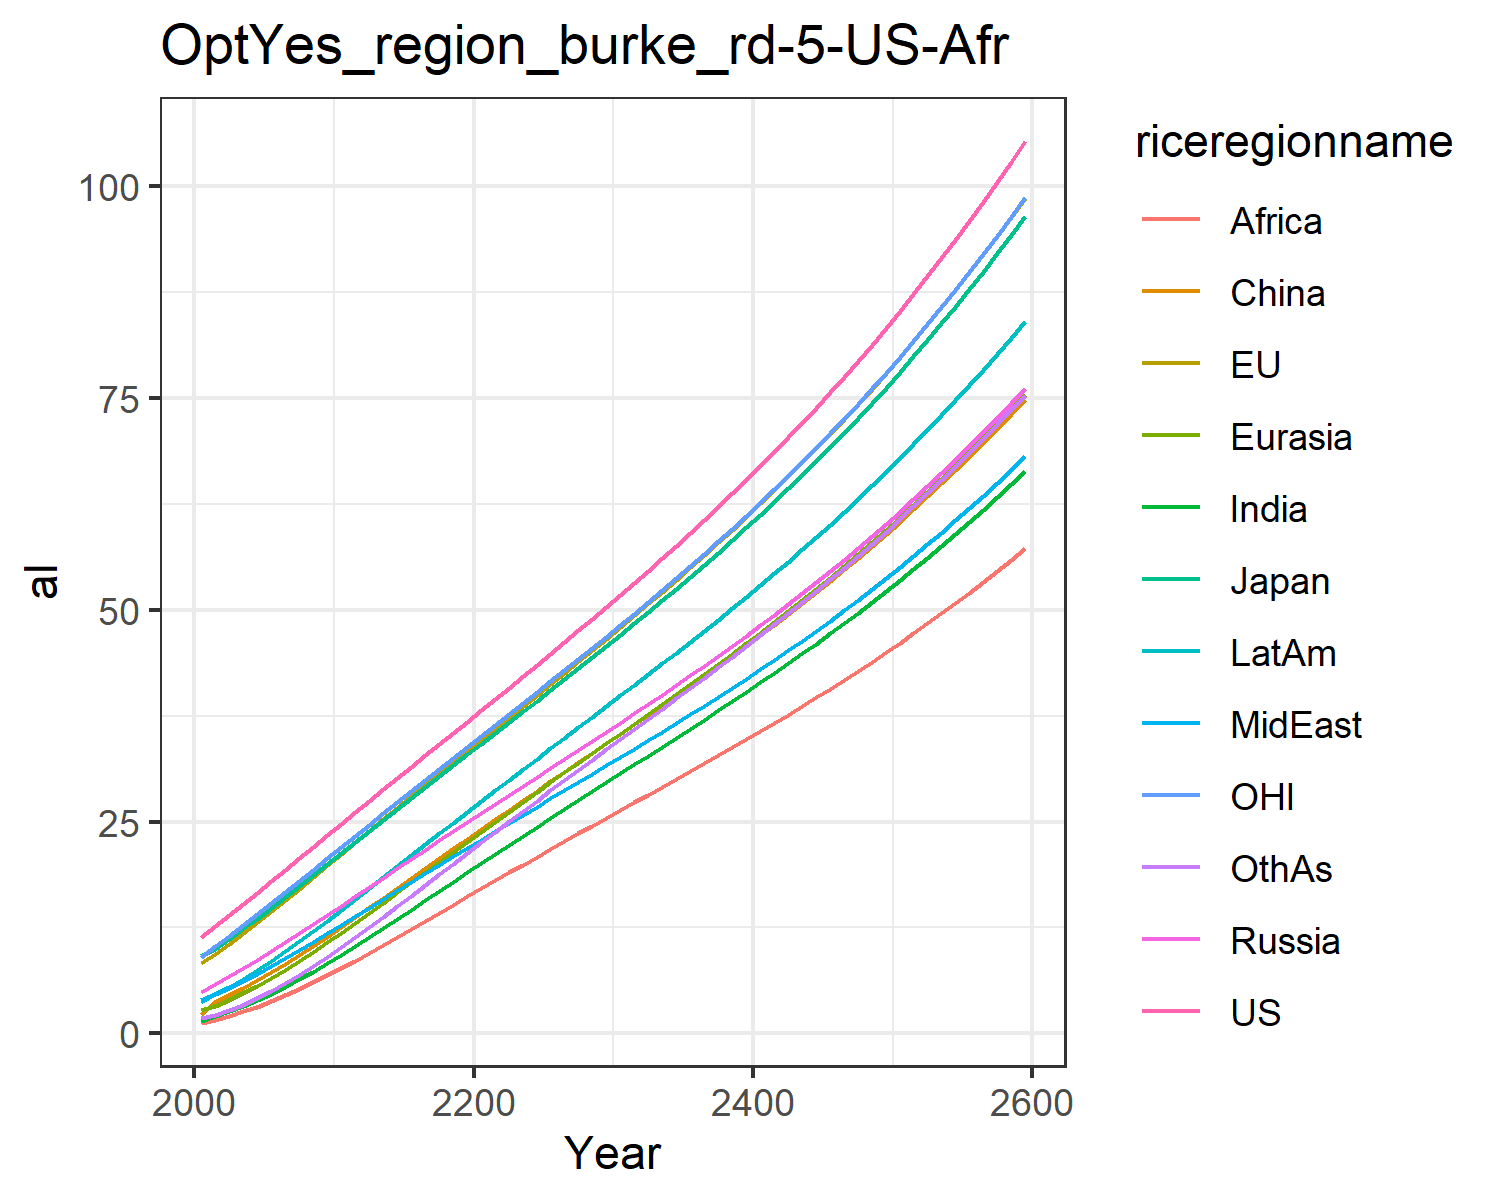 OptYes_region_burke_rd-5-US-Afr
al
100
75
50
25
0
2000
2200
2400
2600
Year
riceregionname
Africa
China
EU
Eurasia
India
Japan
LatAm
MidEast
OHI
OthAs
Russia
US